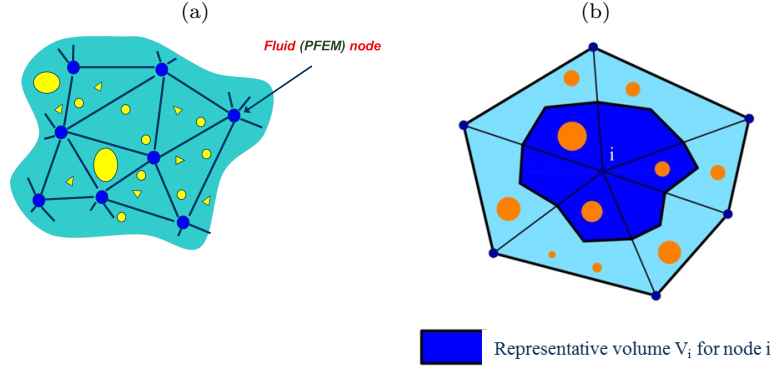 (a)
(b)
Fluid (PFEM) node
i
Representative volume Vᵢ for node i